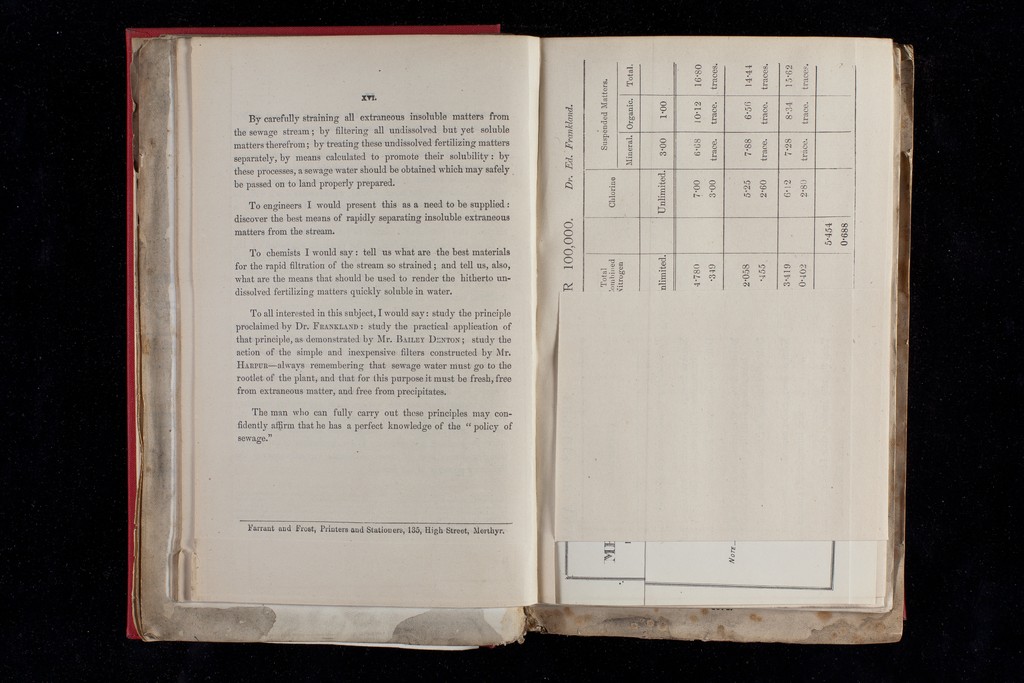 XVI.
By carefully straining all extraneous insoluble matters from
the sewage stream; by filtering all undissolved but yet soluble
matters therefrom; by treating these undissolved fertilizing matters
separately, by means calculated to promote their solubility: by
these processes, a sewage water should be obtained which may safely
be passed on to land properly prepared.
To engineers I would present this as a need to be supplied:
discover the best means of rapidly separating insoluble extraneous
matters from the stream.
To chemists I would say: tell us what are the best materials
for the rapid filtration of the stream so strained; and tell us, also,
what are the means that should be used to render the hitherto un-
dissolved fertilizing matters quickly soluble in water.
To all interested in this subject, I would say: study the principle
proclaimed by Dr. FRANKLAND: study the practical application of
that principle, as demonstrated by Mr. BAILEY DENTON; study the
action of the simple and inexpensive filters constructed by Mr.
HARPUR—always remembering that sewage water must go to the
rootlet of the plant, and that for this purpose it must be fresh, free
from extraneous matter, and free from precipitates.
The man who can fully carry out these principles may con-
fidently affirm that he has a perfect knowledge of the “ policy of
sewage.”
Farrant and Frost, Printers and Stationers, 135, High Street, Merthyr.
R 100,000. Dr. Ed. Frankland.
Total Chlorine Suspended Matters.
ombined Mineral. Organic. Total.
Nitrogen
nlimited. Unlimited. 3·00 1·00
4·780 7·00 6·68 10·12 16·80
·349 3·00 trace. trace. traces.
2·058 5·25 7·88 6·56 14·44
·455 2·60 trace. trace. traces.
3·419 6·12 7·28 8·34 15·62
0·402 2·80 trace. trace. traces.
5·454
0·688
ME
NOTE